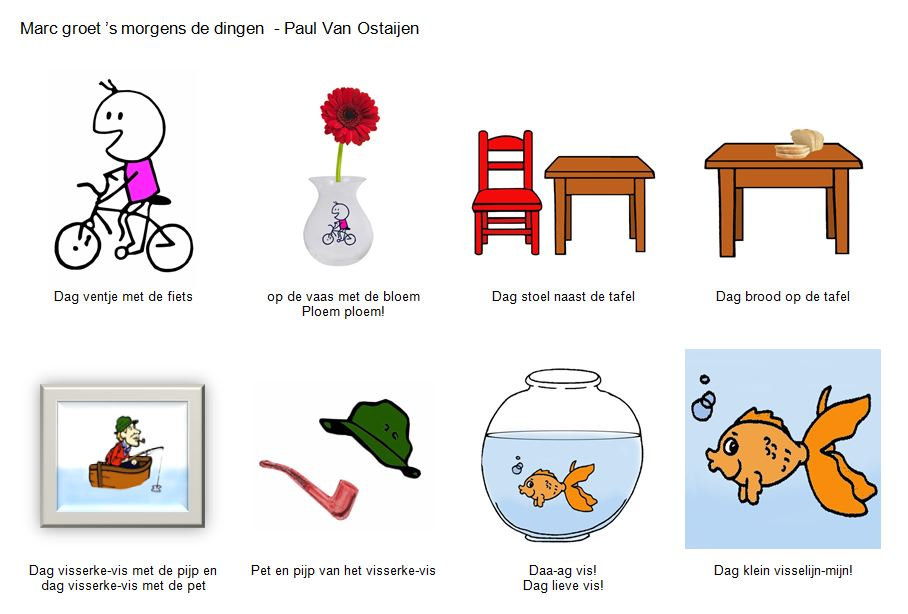 Marc groet ’s morgens de dingen  - Paul Van Ostaijen
Dag ventje met de fiets
op de vaas met de bloem
Ploem ploem!
Dag stoel naast de tafel
Dag brood op de tafel
Dag visserke-vis met de pijp en
dag visserke-vis met de pet
Pet en pijp van het visserke-vis
Daa-ag vis!
Dag lieve vis!
Dag klein visselijn-mijn!